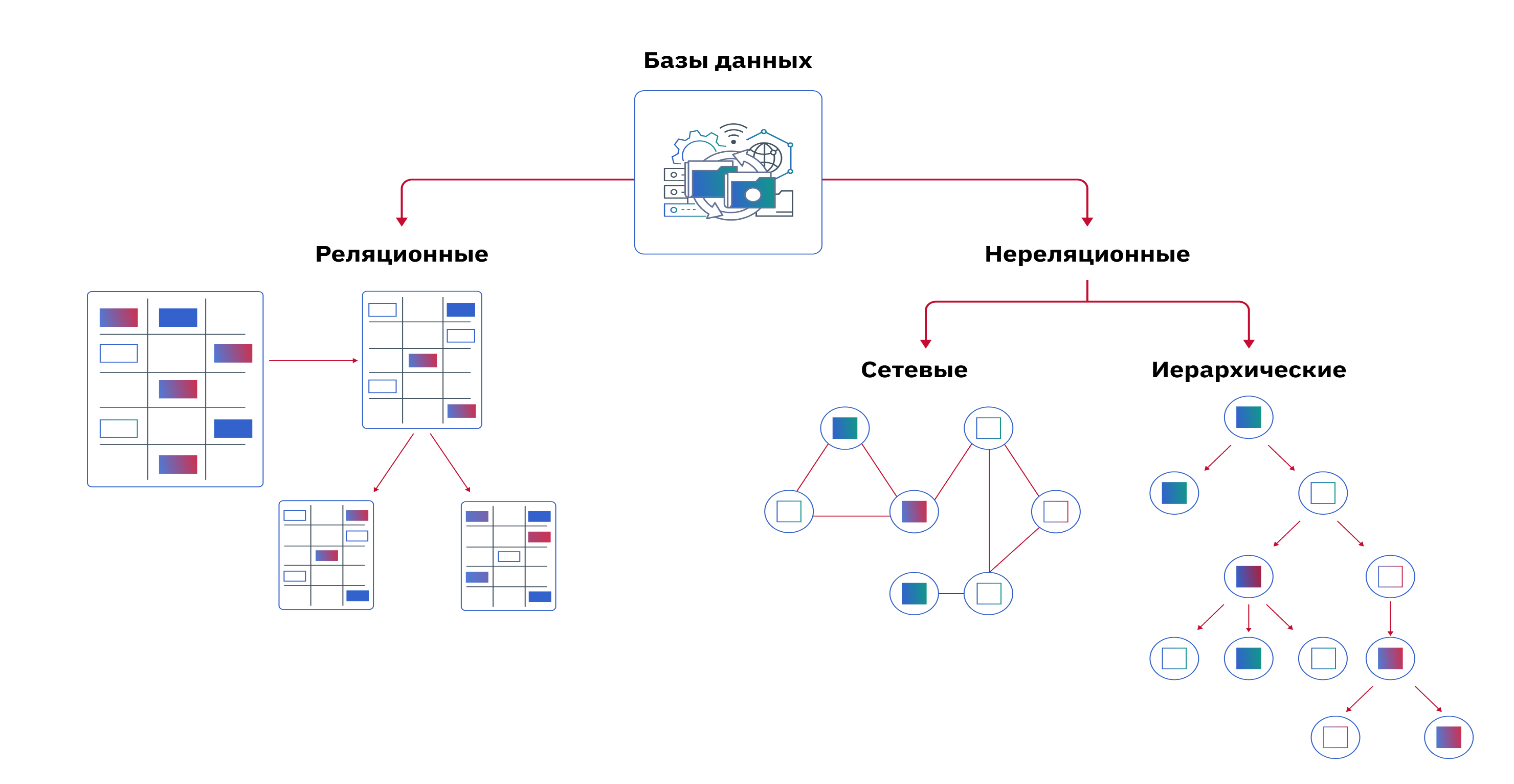 Базы данных
Реляционные
Нереляционные
Сетевые
Иерархические